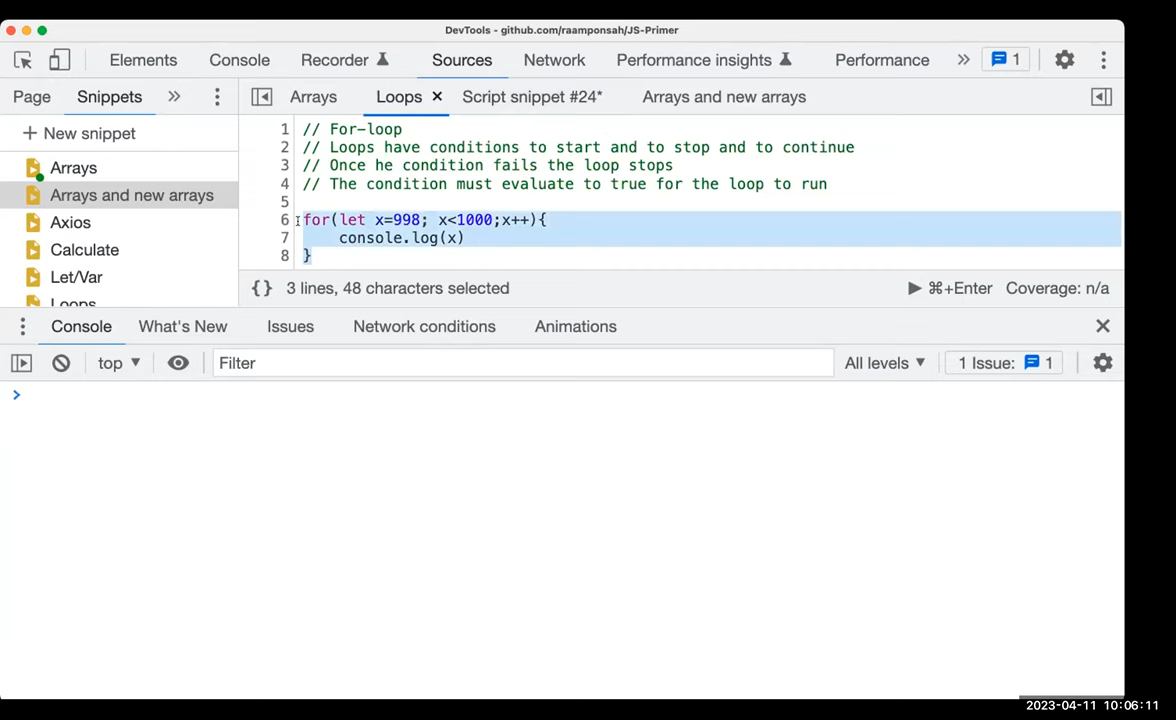 DevTools - github.com/raamponsah/JS-Primer
Elements Console Recorder Sources Network Performance insights Performance » 1
Page Snippets » Arrays Loops × Script snippet #24* Arrays and new arrays
+ New snippet
Arrays
Arrays and new arrays
Axios
Calculate
Let/Var
Loops
1 // For-loop
2 // Loops have conditions to start and to stop and to continue
3 // Once he condition fails the loop stops
4 // The condition must evaluate to true for the loop to run
5
6 for(let x=998; x<1000;x++){
7 console.log(x)
8 }
{} 3 lines, 48 characters selected ⌘+Enter Coverage: n/a
Console What's New Issues Network conditions Animations
top ▼ Filter All levels ▼ 1 Issue: 1
>
2023-04-11 10:06:11